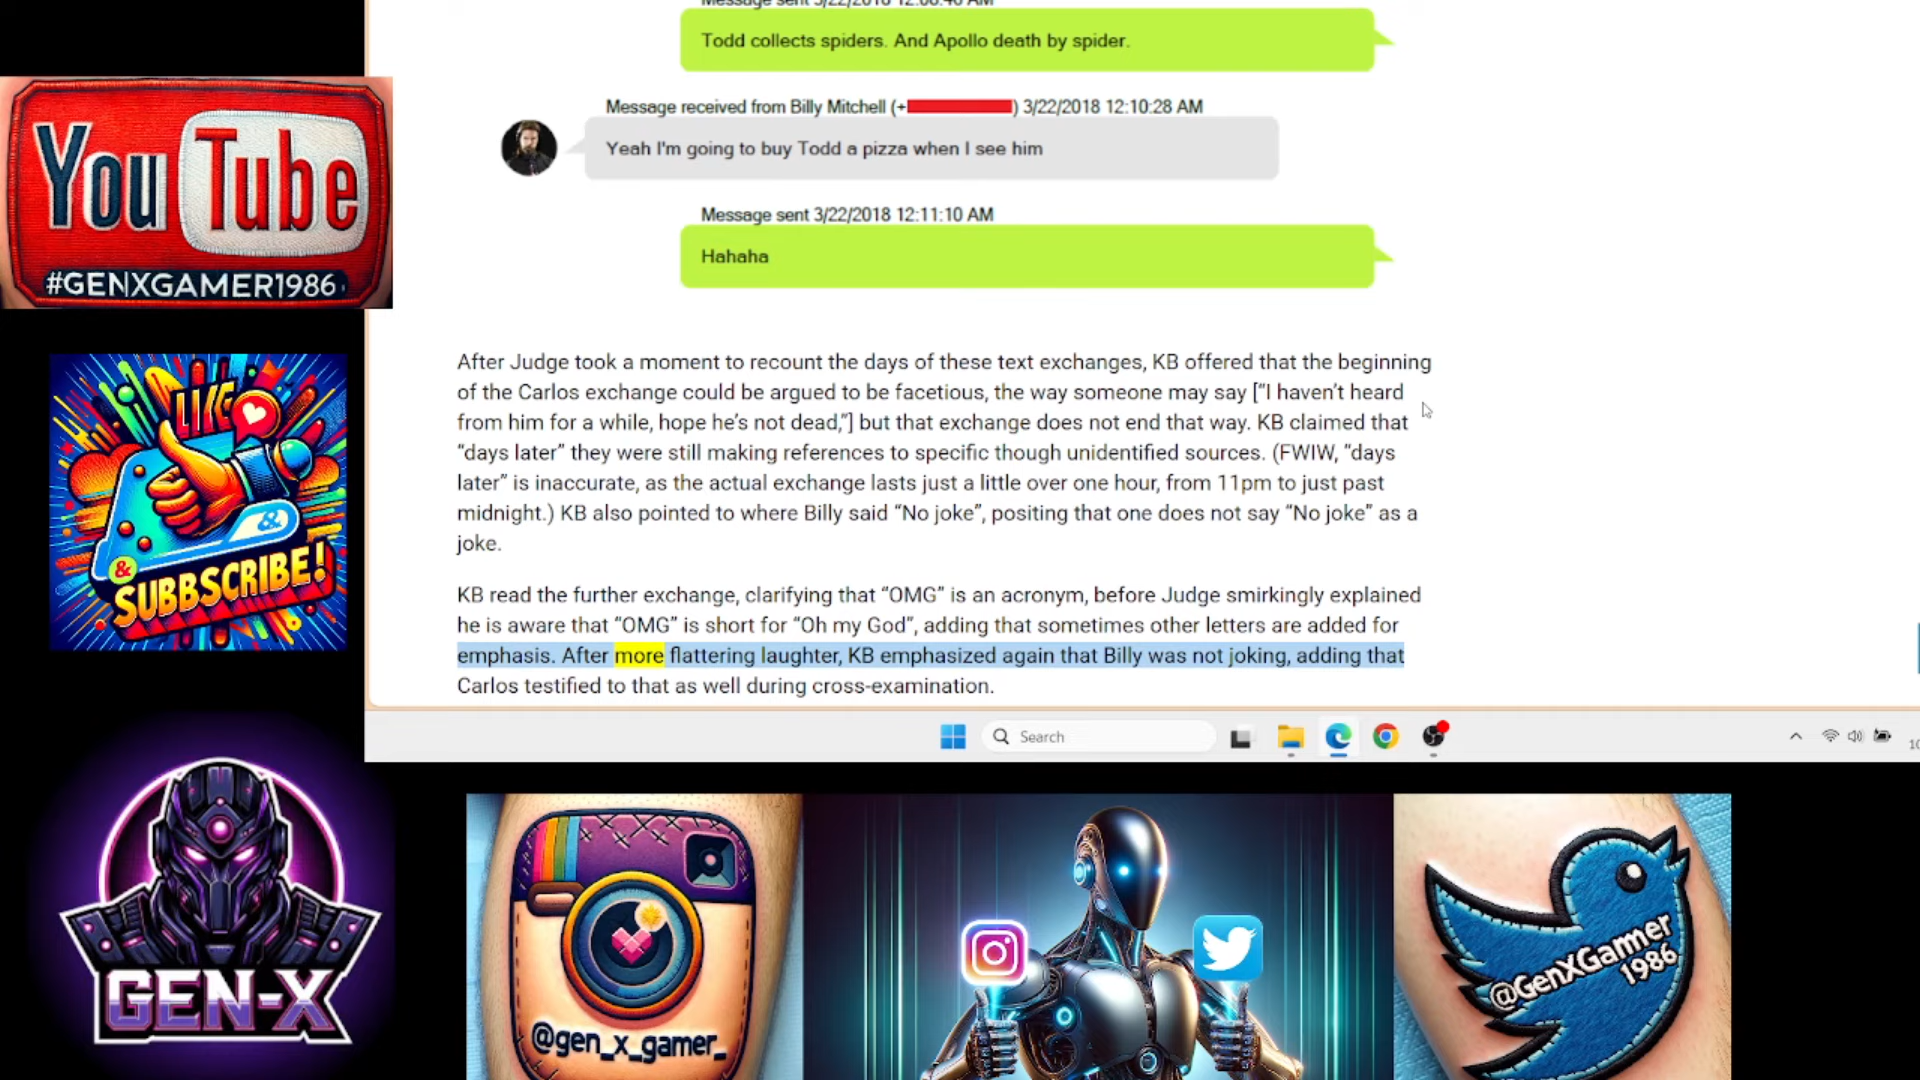 Message sent 3/22/2018 12:08:40 AM
Todd collects spiders. And Apollo death by spider.
Message received from Billy Mitchell (+ ) 3/22/2018 12:10:28 AM
Yeah I'm going to buy Todd a pizza when I see him
Message sent 3/22/2018 12:11:10 AM
Hahaha
YouTube
#GENXGAMER1986
After Judge took a moment to recount the days of these text exchanges, KB offered that the beginning
of the Carlos exchange could be argued to be facetious, the way someone may say [“I haven’t heard
from him for a while, hope he’s not dead,”] but that exchange does not end that way. KB claimed that
“days later” they were still making references to specific though unidentified sources. (FWIW, “days
later” is inaccurate, as the actual exchange lasts just a little over one hour, from 11pm to just past
midnight.) KB also pointed to where Billy said “No joke”, positing that one does not say “No joke” as a
joke.
KB read the further exchange, clarifying that “OMG” is an acronym, before Judge smirkingly explained
he is aware that “OMG” is short for “Oh my God”, adding that sometimes other letters are added for
emphasis. After more flattering laughter, KB emphasized again that Billy was not joking, adding that
Carlos testified to that as well during cross-examination.
LIKE
&
& SUBBSCRIBE!
Search
10
GEN-X
@gen_x_gamer_
@GenXGamer
1986